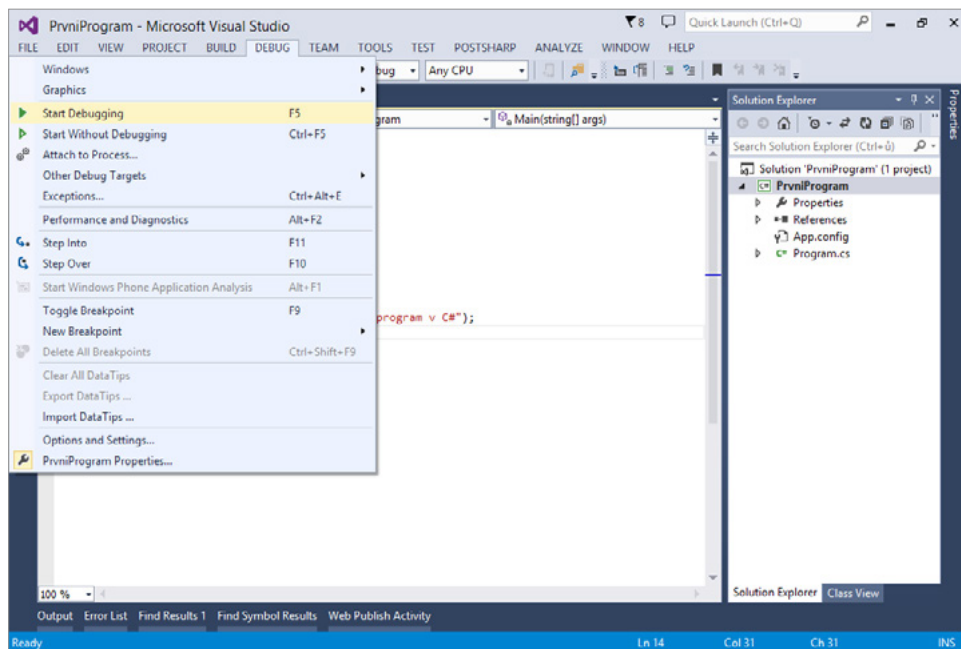 PrvniProgram - Microsoft Visual Studio
8
Quick Launch (Ctrl+Q)
FILE EDIT VIEW PROJECT BUILD DEBUG TEAM TOOLS TEST POSTSHARP ANALYZE WINDOW HELP
bug Any CPU
Windows
Graphics
Start Debugging F5
Start Without Debugging Ctrl+F5
Attach to Process...
Other Debug Targets
Exceptions... Ctrl+Alt+E
Performance and Diagnostics Alt+F2
Step Into F11
Step Over F10
Start Windows Phone Application Analysis Alt+F1
Toggle Breakpoint F9
New Breakpoint
Delete All Breakpoints Ctrl+Shift+F9
Clear All DataTips
Export DataTips ...
Import DataTips ...
Options and Settings...
PrvniProgram Properties...
gram Main(string[] args)
program v C#");
100 %
Solution Explorer
Search Solution Explorer (Ctrl+ů)
Solution 'PrvniProgram' (1 project)
PrvniProgram
Properties
References
App.config
Program.cs
Solution Explorer Class View
Properties
Output Error List Find Results 1 Find Symbol Results Web Publish Activity
Ready Ln 14 Col 31 Ch 31 INS